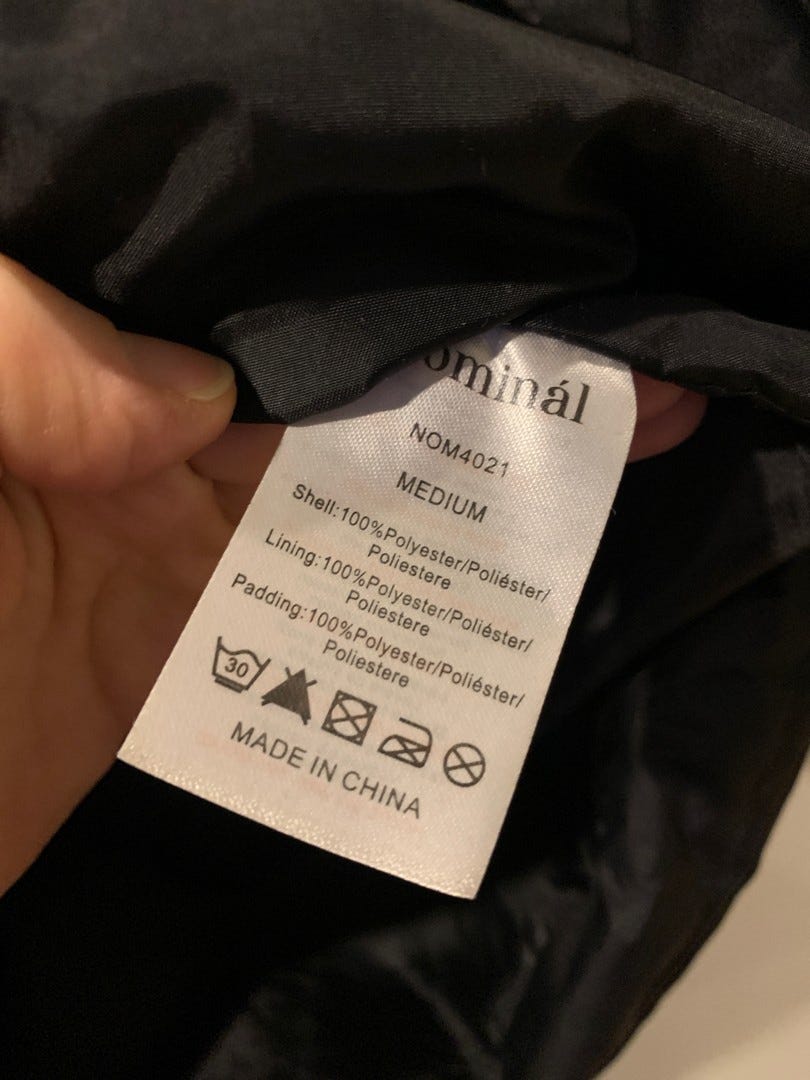 ominál
NOM4021
MEDIUM
Shell:100%Polyester/Poliéster/
Poliestere
Lining:100%Polyester/Poliéster/
Poliestere
Padding:100%Polyester/Poliéster/
Poliestere
30
MADE IN CHINA